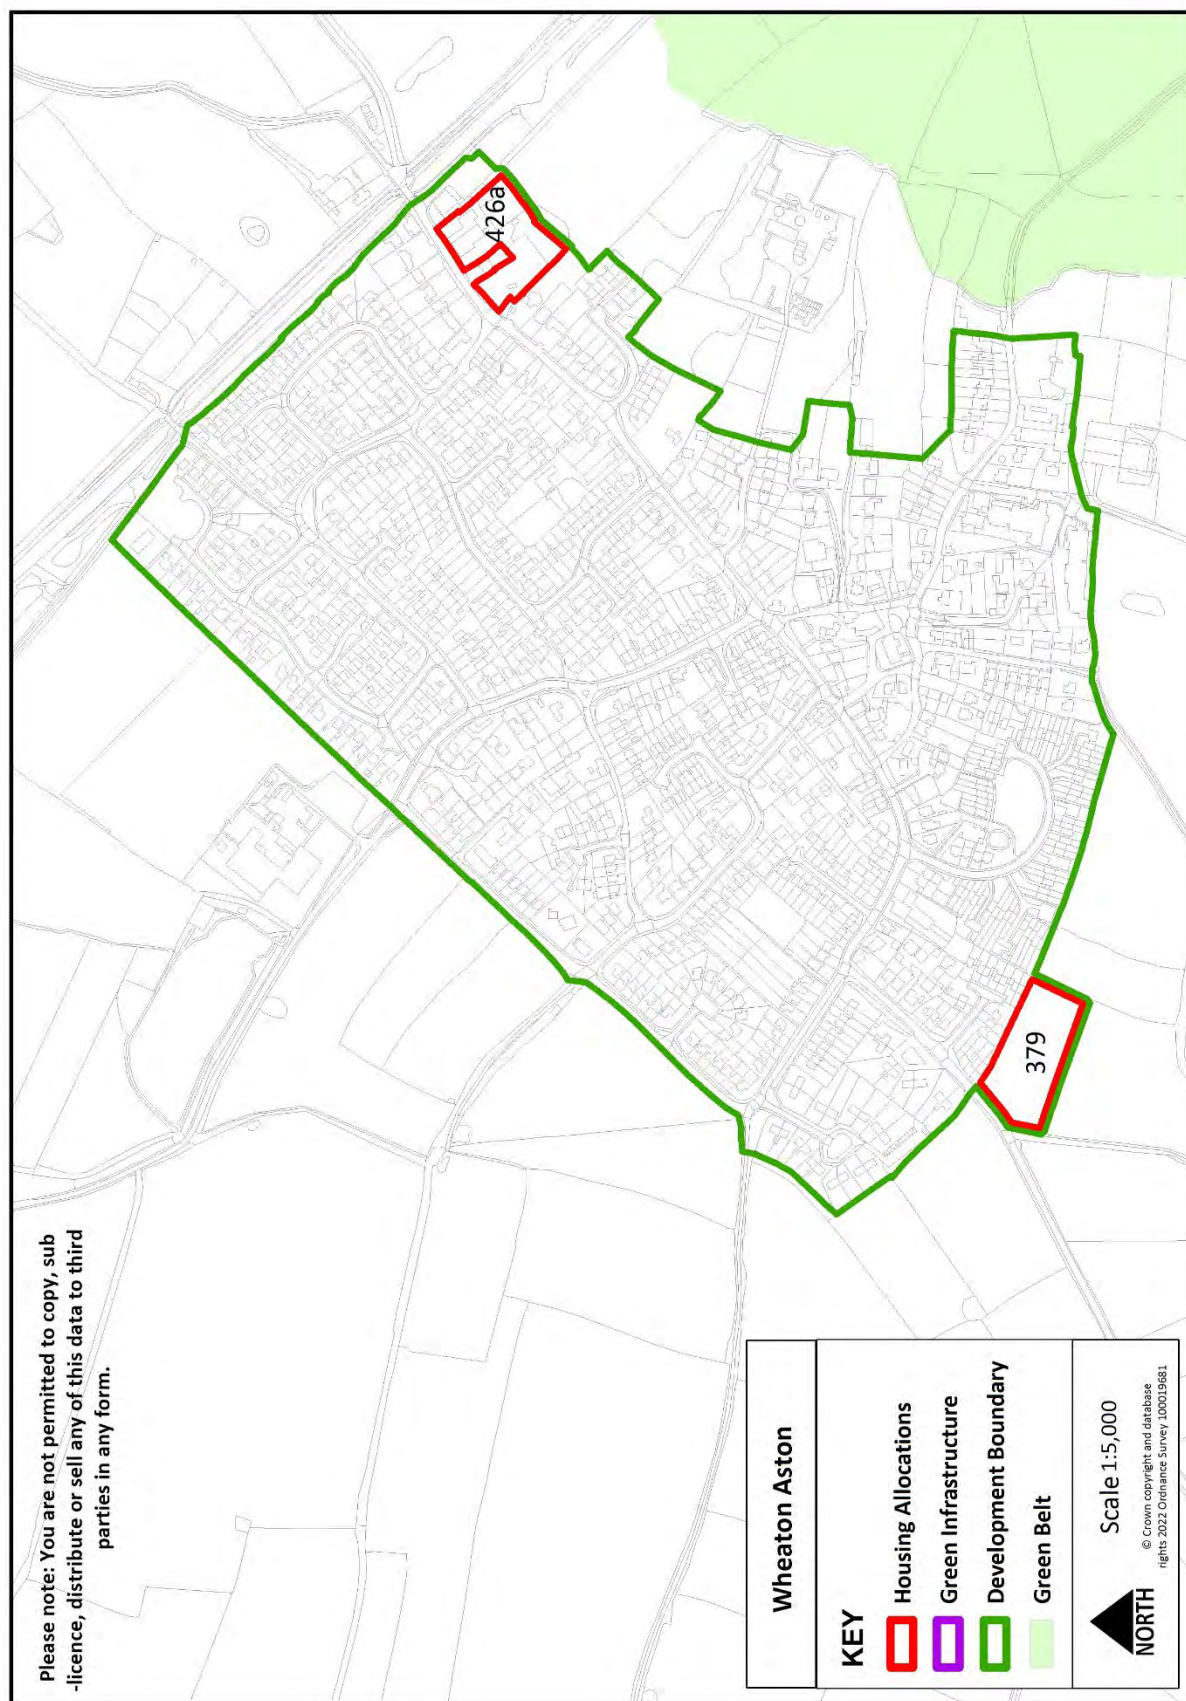 Please note: You are not permitted to copy, sub
-licence, distribute or sell any of this data to third
parties in any form.
426a
379
Wheaton Aston
KEY
Housing Allocations
Green Infrastructure
Development Boundary
Green Belt
NORTH
Scale 1:5,000
© Crown copyright and database
rights 2022 Ordnance Survey 100019681